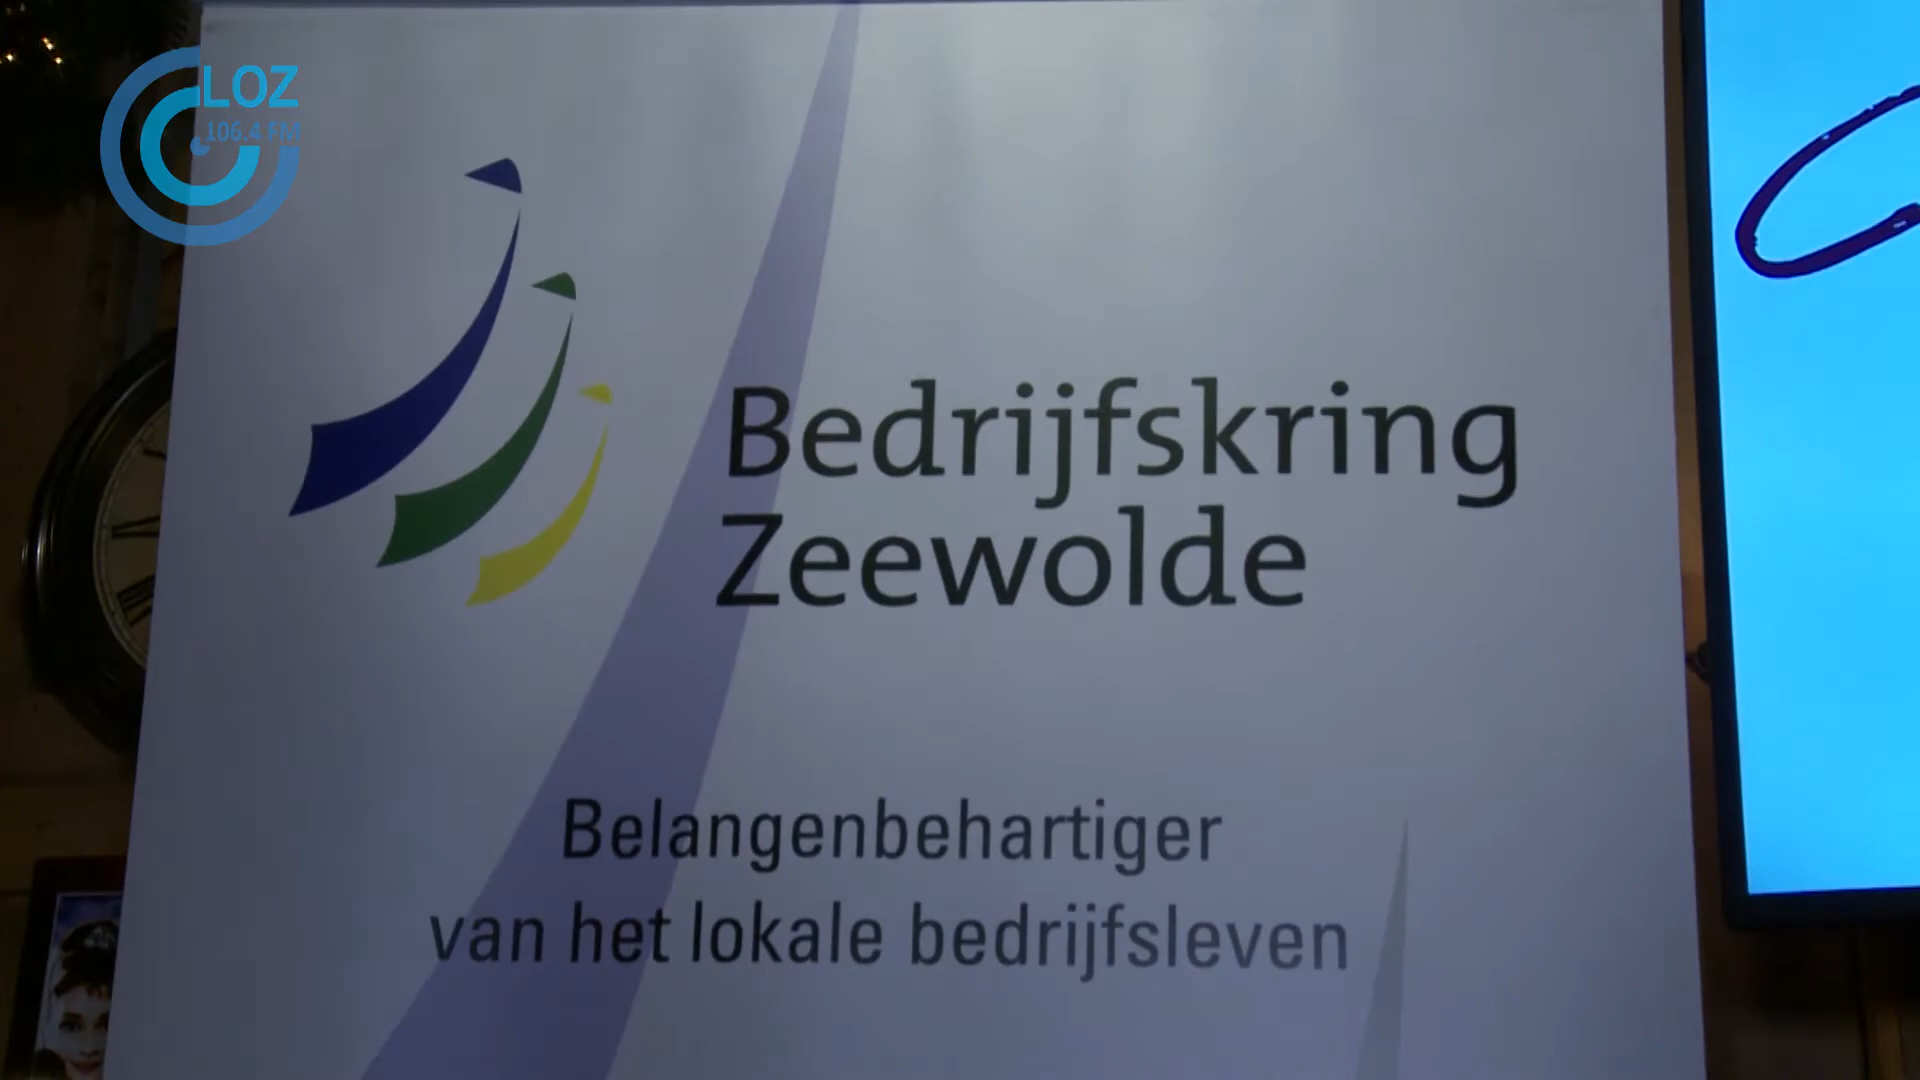 LOZ
106.4 FM
Bedrijfskring
Zeewolde
Belangenbehartiger
van het lokale bedrijfsleven